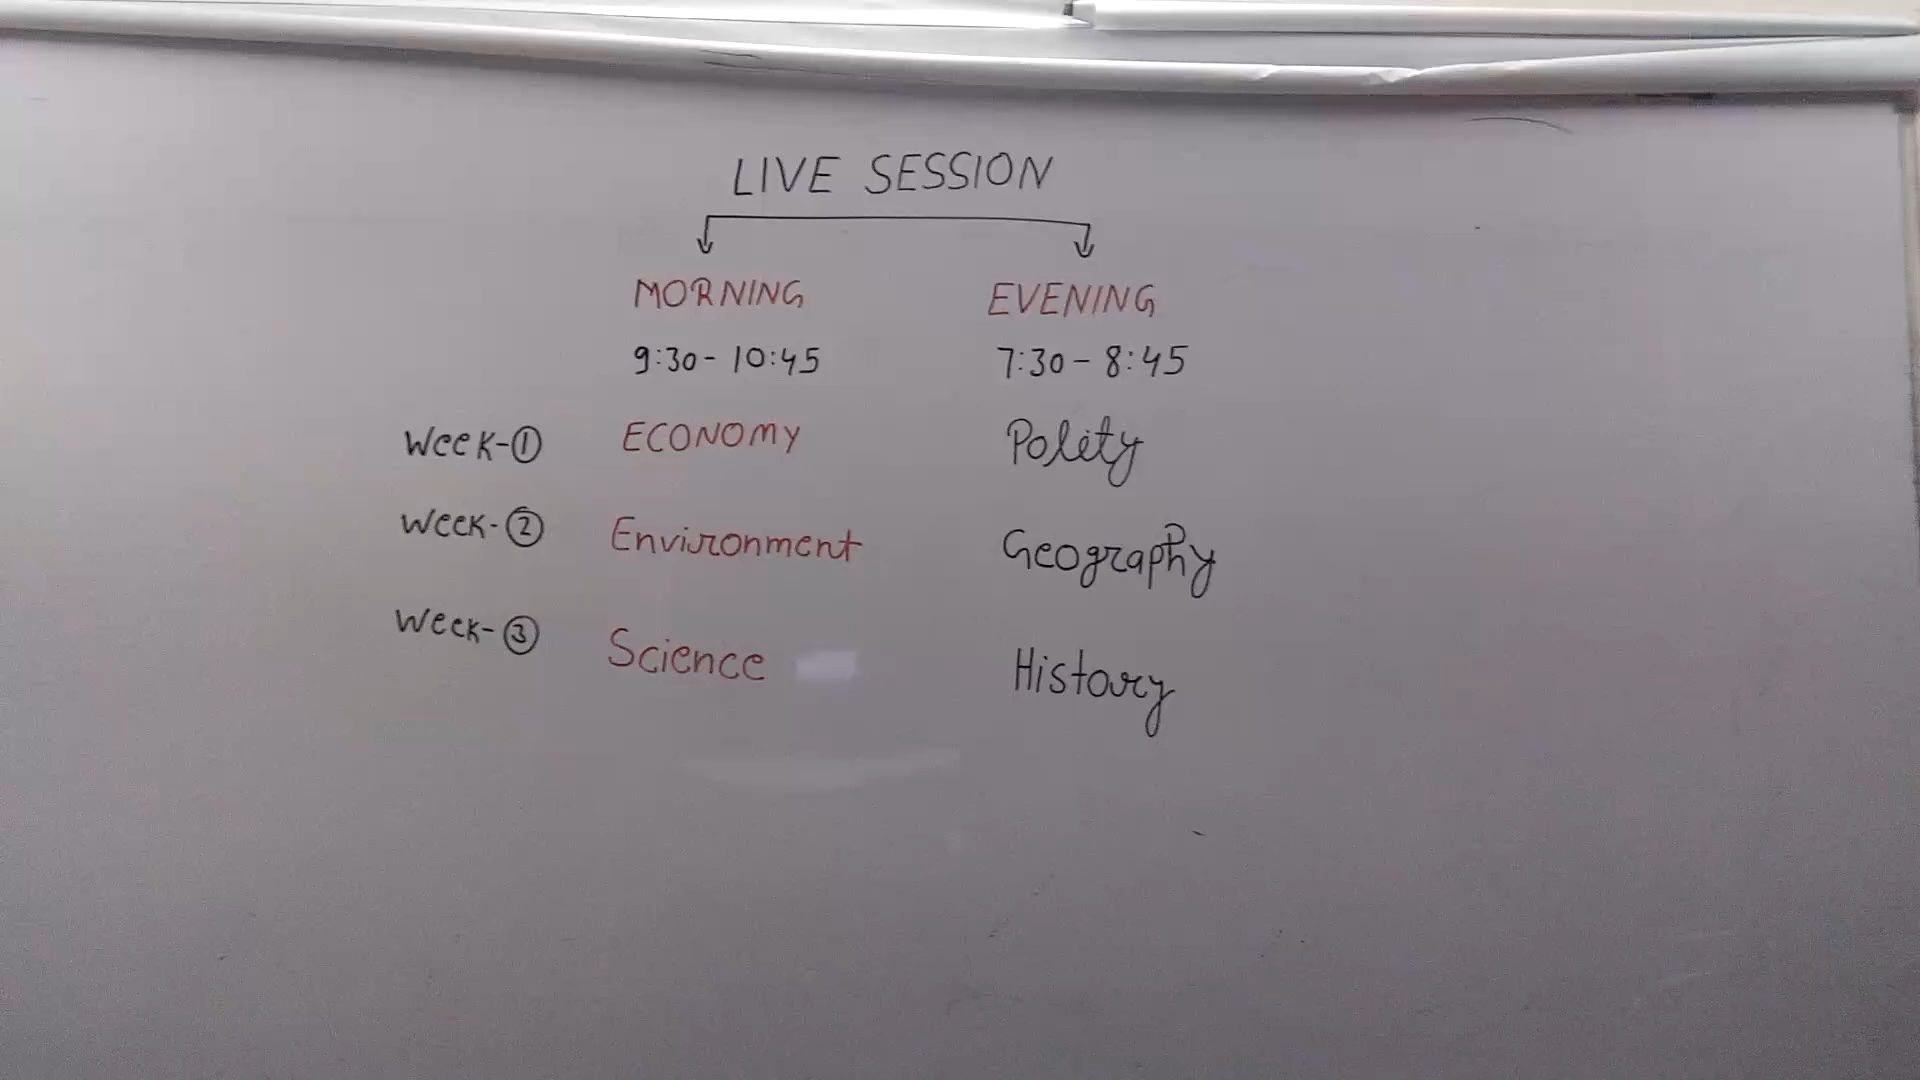 LIVE SESSION
MORNING EVENING
9:30 - 10:45 7:30 - 8:45
Week-① ECONOMY Polity
Week-② Environment Geography
Week-③ Science History